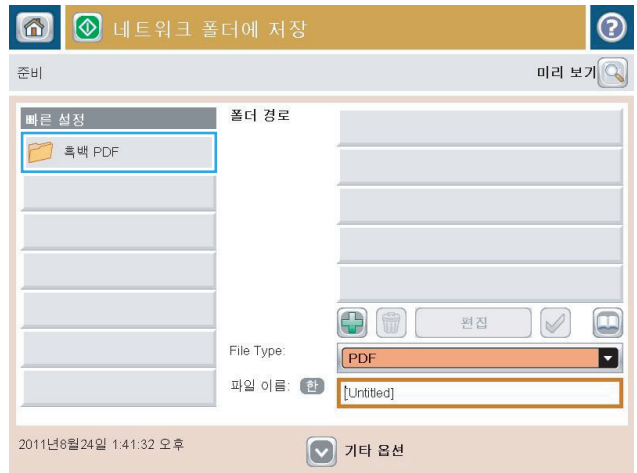 네트워크 폴더에 저장
준비
미리 보기
빠른 설정
흑백 PDF
폴더 경로
편집
File Type:
PDF
파일 이름: 한
[Untitled]
2011년8월24일 1:41:32 오후
기타 옵션